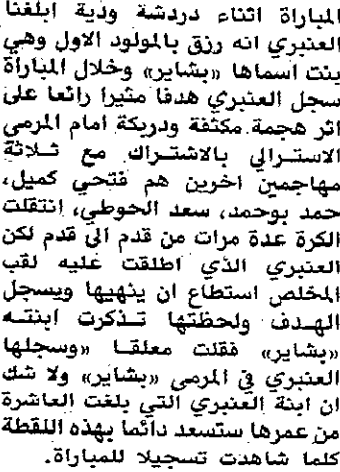 المباراة اثناء دردشة ودية ابلغنا
العنبري انه رزق بالمولود الاول وهي
بنت اسماها «بشاير» وخلال المباراة
سجل العنبري هدفا مثيرا رائعا على
اثر هجمة مكثفة ودربكة امام المرمى
الاسترالي بالاشتراك مع ثلاثة
مهاجمين اخرين هم فتحي كميل،
حمد بوحمد، سعد الحوطي، انتقلت
الكرة عدة مرات من قدم الى قدم لكن
العنبري الذي اطلقت عليه لقب
المخلص استطاع ان ينهيها ويسجل
الهدف ولحظتها تذكرت ابنته
«بشاير» فقلت معلقا «وسجلها
العنبري في المرمى «بشاير» ولا شك
ان ابنة العنبري التي بلغت العاشرة
من عمرها ستسعد دائما بهذه اللقطة
كلما شاهدت تسجيلا للمباراة.